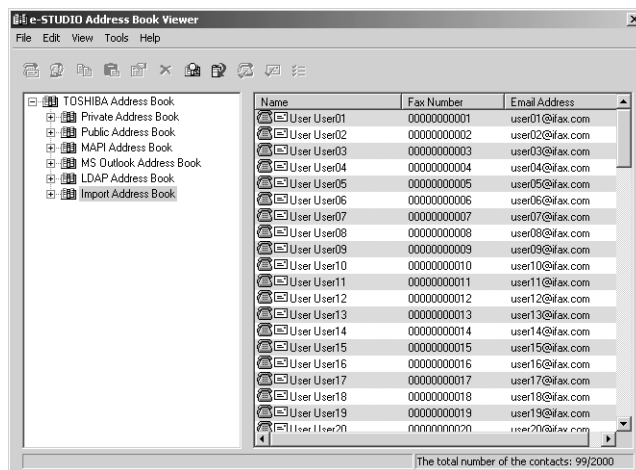 e-STUDIO Address Book Viewer
File Edit View Tools Help
TOSHIBA Address Book
Private Address Book
Public Address Book
MAPI Address Book
MS Outlook Address Book
LDAP Address Book
Import Address Book
Name Fax Number Email Address
User User01 00000000001 user01@ifax.com
User User02 00000000002 user02@ifax.com
User User03 00000000003 user03@ifax.com
User User04 00000000004 user04@ifax.com
User User05 00000000005 user05@ifax.com
User User06 00000000006 user06@ifax.com
User User07 00000000007 user07@ifax.com
User User08 00000000008 user08@ifax.com
User User09 00000000009 user09@ifax.com
User User10 00000000010 user10@ifax.com
User User11 00000000011 user11@ifax.com
User User12 00000000012 user12@ifax.com
User User13 00000000013 user13@ifax.com
User User14 00000000014 user14@ifax.com
User User15 00000000015 user15@ifax.com
User User16 00000000016 user16@ifax.com
User User17 00000000017 user17@ifax.com
User User18 00000000018 user18@ifax.com
User User19 00000000019 user19@ifax.com
User User20 00000000020 user20@ifax.com
The total number of the contacts: 99/2000